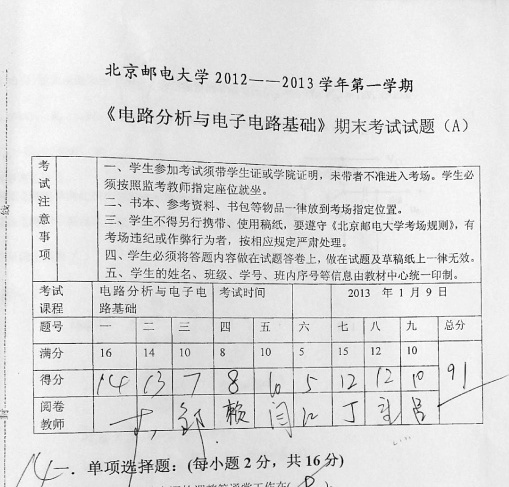 北京邮电大学2012——2013学年第一学期
《电路分析与电子电路基础》期末考试试题（A）
考试注意事项
一、学生参加考试须带学生证或学院证明，未带者不准进入考场。学生必
须按照监考教师指定座位就坐。
二、书本、参考资料、书包等物品一律放到考场指定位置。
三、学生不得另行携带、使用稿纸，要遵守《北京邮电大学考场规则》，有
考场违纪或作弊行为者，按相应规定严肃处理。
四、学生必须将答题内容做在试题答卷上，做在试题及草稿纸上一律无效。
五、学生的姓名、班级、学号、班内序号等信息由教材中心统一印制。
考试课程 电路分析与电子电路基础 考试时间 2013 年 1 月 9 日
题号 一 二 三 四 五 六 七 八 九 总分
满分 16 14 10 8 10 5 15 12 10
得分 14 13 7 8 10 5 12 12 10 91
阅卷教师 邹 赖 闫 江 丁 吕
14 一．单项选择题：(每小题 2 分，共 16 分)